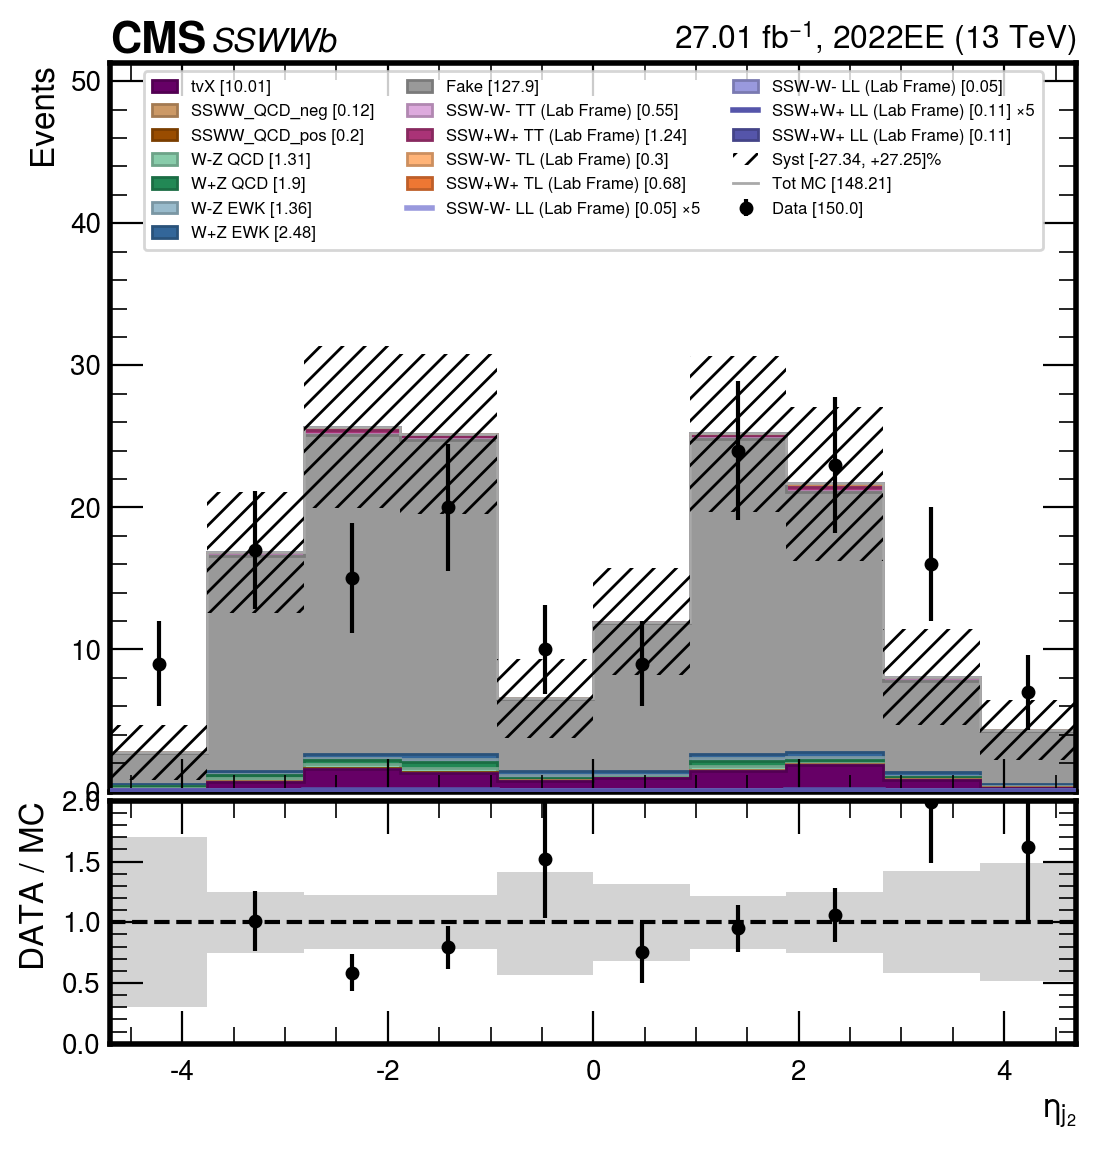 CMS SSWWb
27.01 fb⁻¹, 2022EE (13 TeV)
Events
50
40
30
20
10
0
tvX [10.01]
SSWW_QCD_neg [0.12]
SSWW_QCD_pos [0.2]
W-Z QCD [1.31]
W+Z QCD [1.9]
W-Z EWK [1.36]
W+Z EWK [2.48]
Fake [127.9]
SSW-W- TT (Lab Frame) [0.55]
SSW+W+ TT (Lab Frame) [1.24]
SSW-W- TL (Lab Frame) [0.3]
SSW+W+ TL (Lab Frame) [0.68]
SSW-W- LL (Lab Frame) [0.05] ×5
SSW-W- LL (Lab Frame) [0.05]
SSW+W+ LL (Lab Frame) [0.11] ×5
SSW+W+ LL (Lab Frame) [0.11]
Syst [-27.34, +27.25]%
Tot MC [148.21]
Data [150.0]
DATA / MC
2.0
1.5
1.0
0.5
0.0
-4 -2 0 2 4
η_{j_2}